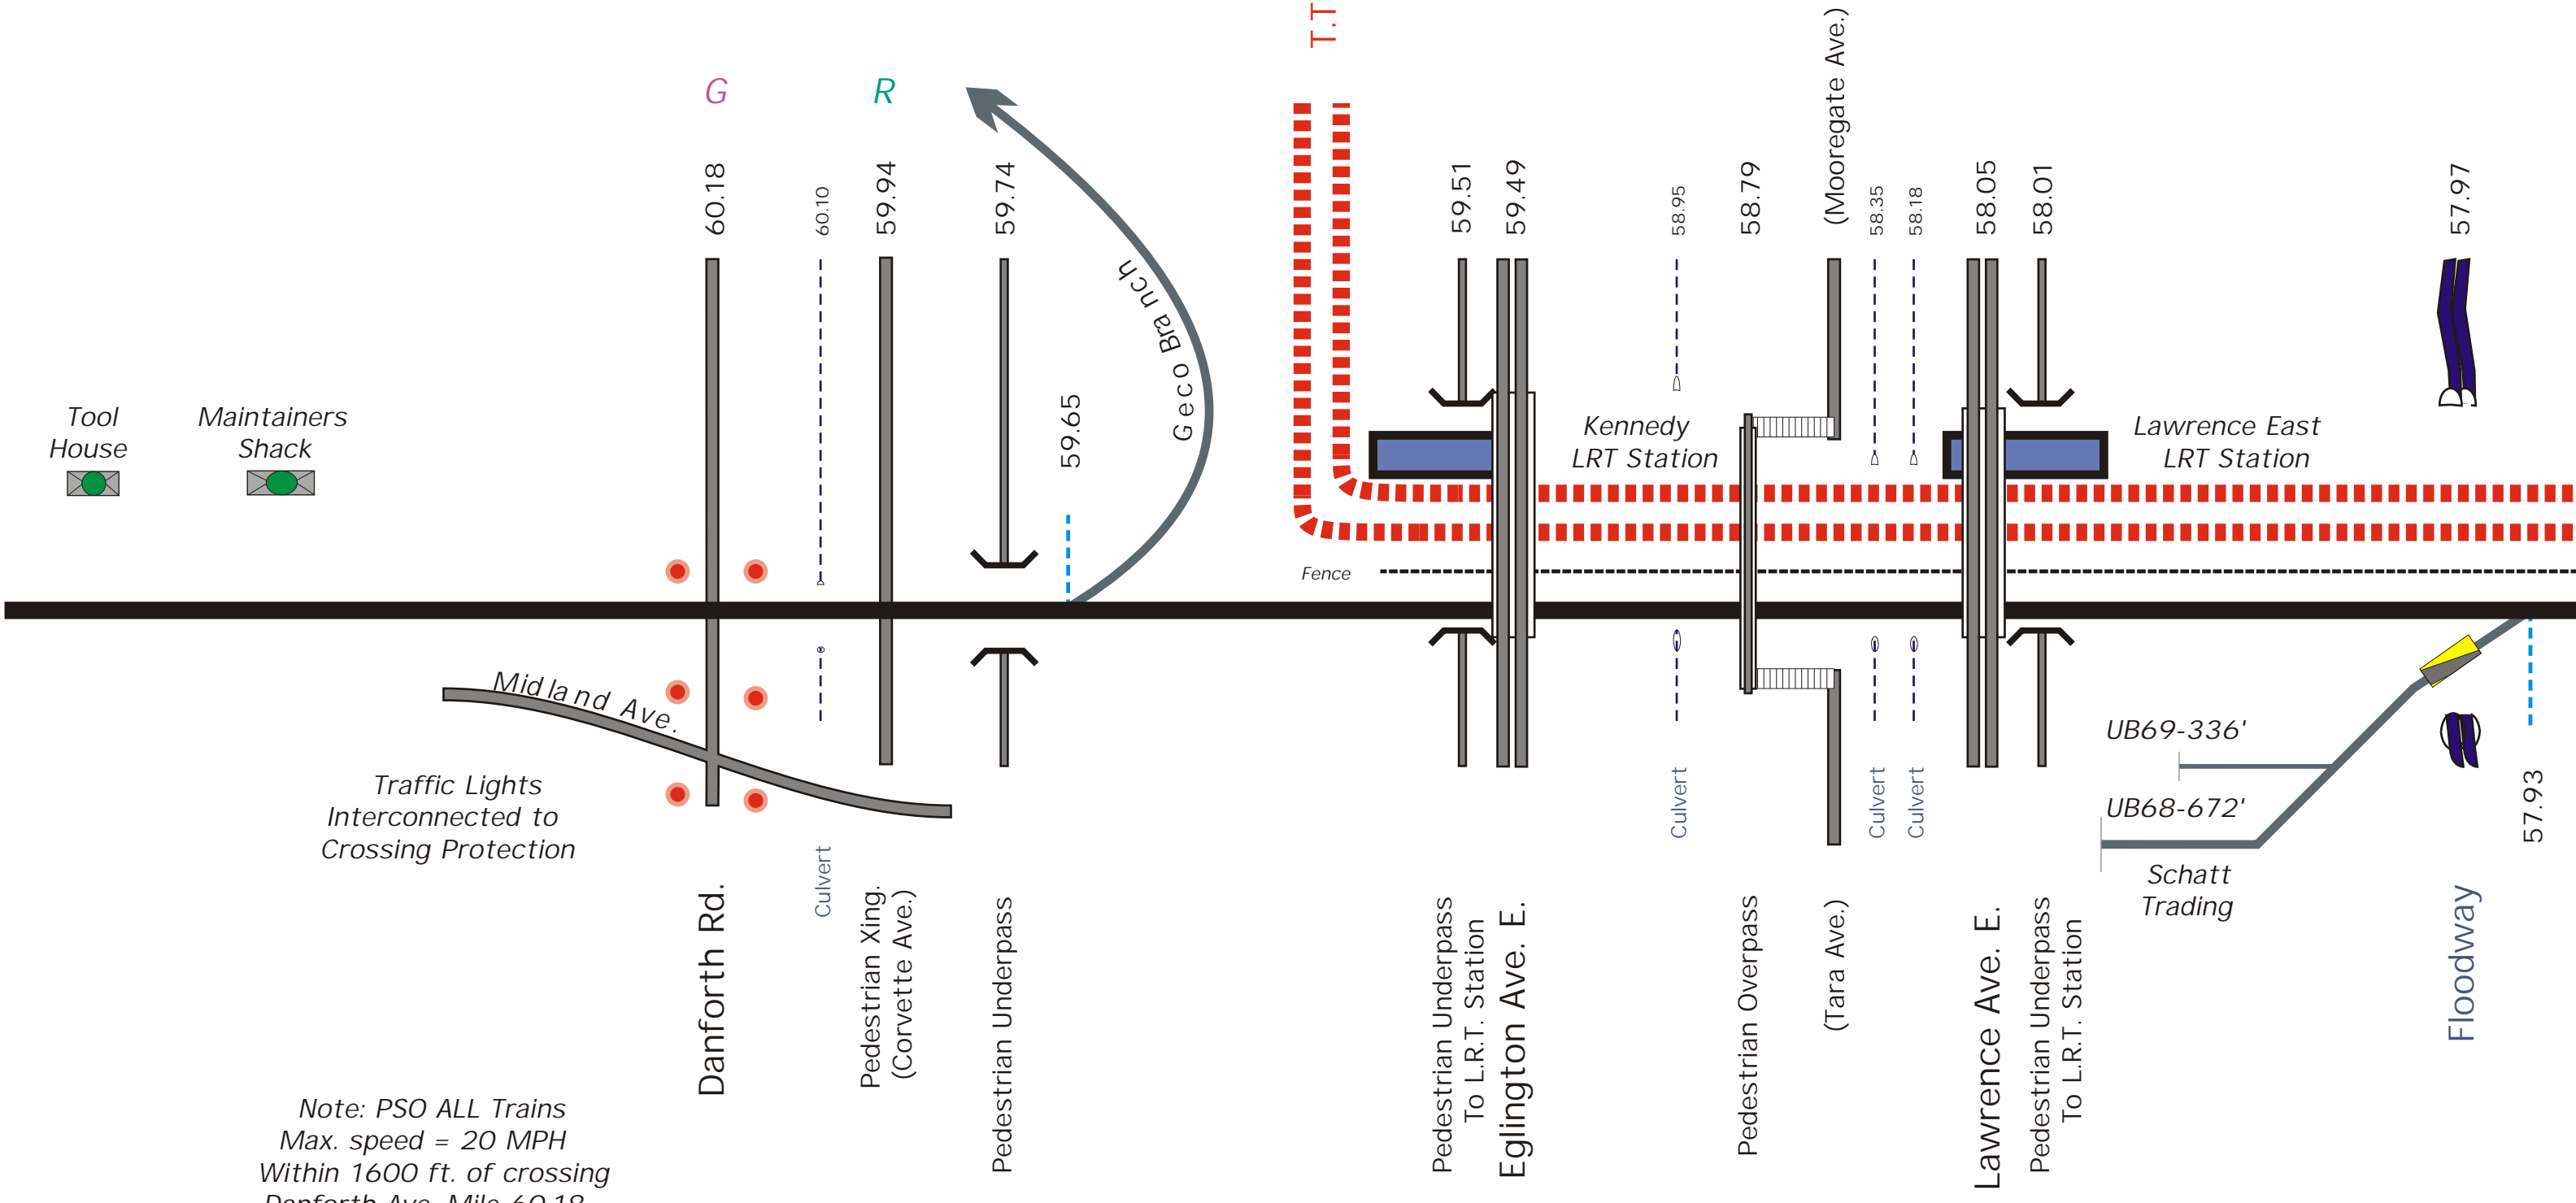 T.T
G
R
60.18
60.10
59.94
59.74
59.65
Geco Branch
59.51
59.49
58.95
58.79
(Mooregate Ave.)
58.35
58.18
58.05
58.01
57.97
Tool
House
Maintainers
Shack
Kennedy
LRT Station
Lawrence East
LRT Station
Fence
Midland Ave.
Traffic Lights
Interconnected to
Crossing Protection
UB69-336'
UB68-672'
Schatt
Trading
57.93
Danforth Rd.
Culvert
Pedestrian Xing.
(Corvette Ave.)
Pedestrian Underpass
Pedestrian Underpass
To L.R.T. Station
Eglington Ave. E.
Culvert
Pedestrian Overpass
(Tara Ave.)
Culvert
Culvert
Lawrence Ave. E.
Pedestrian Underpass
To L.R.T. Station
Floodway
Note: PSO ALL Trains
Max. speed = 20 MPH
Within 1600 ft. of crossing
Danforth Ave. Mile 60.18